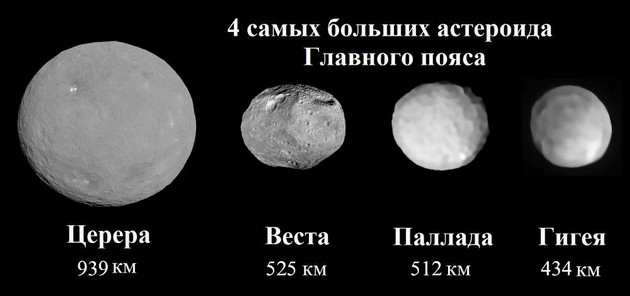 4 самых больших астероида
Главного пояса
Церера Веста Паллада Гигея
939 км 525 км 512 км 434 км